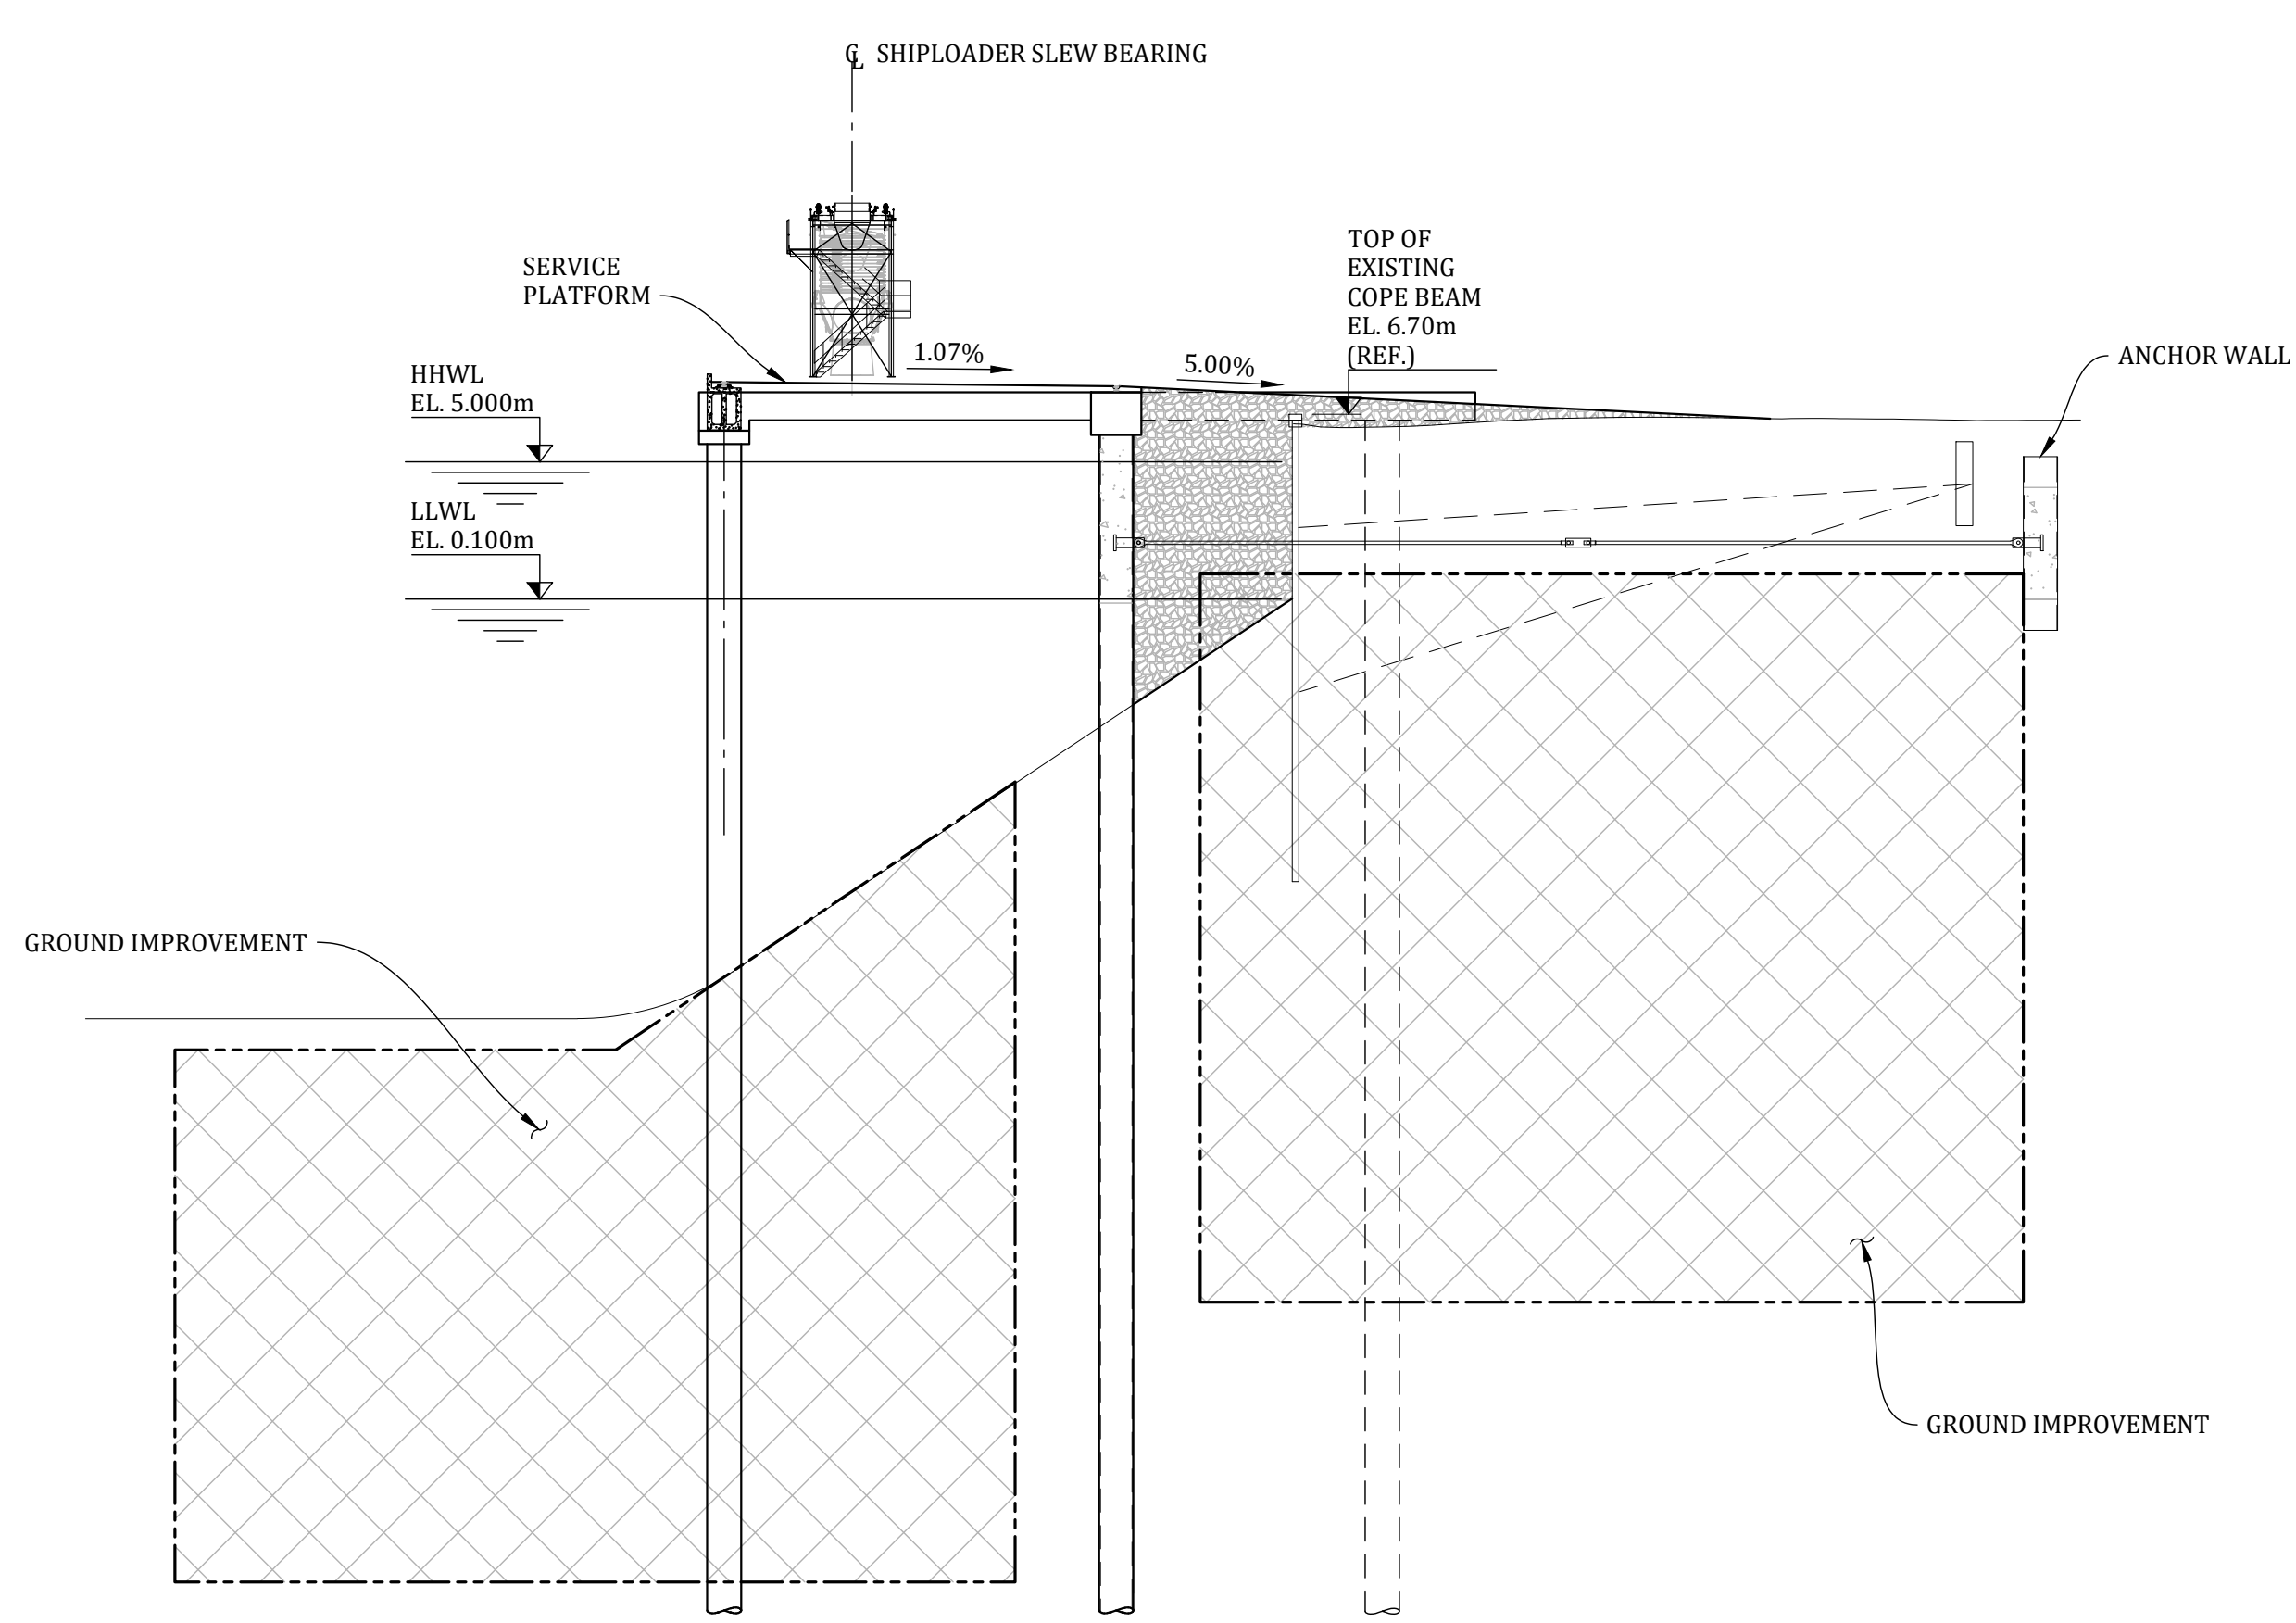 ℄ SHIPLOADER SLEW BEARING
TOP OF
EXISTING
COPE BEAM
EL. 6.70m
(REF.)
SERVICE
PLATFORM
1.07%
5.00%
ANCHOR WALL
HHWL
EL. 5.000m
LLWL
EL. 0.100m
GROUND IMPROVEMENT
GROUND IMPROVEMENT